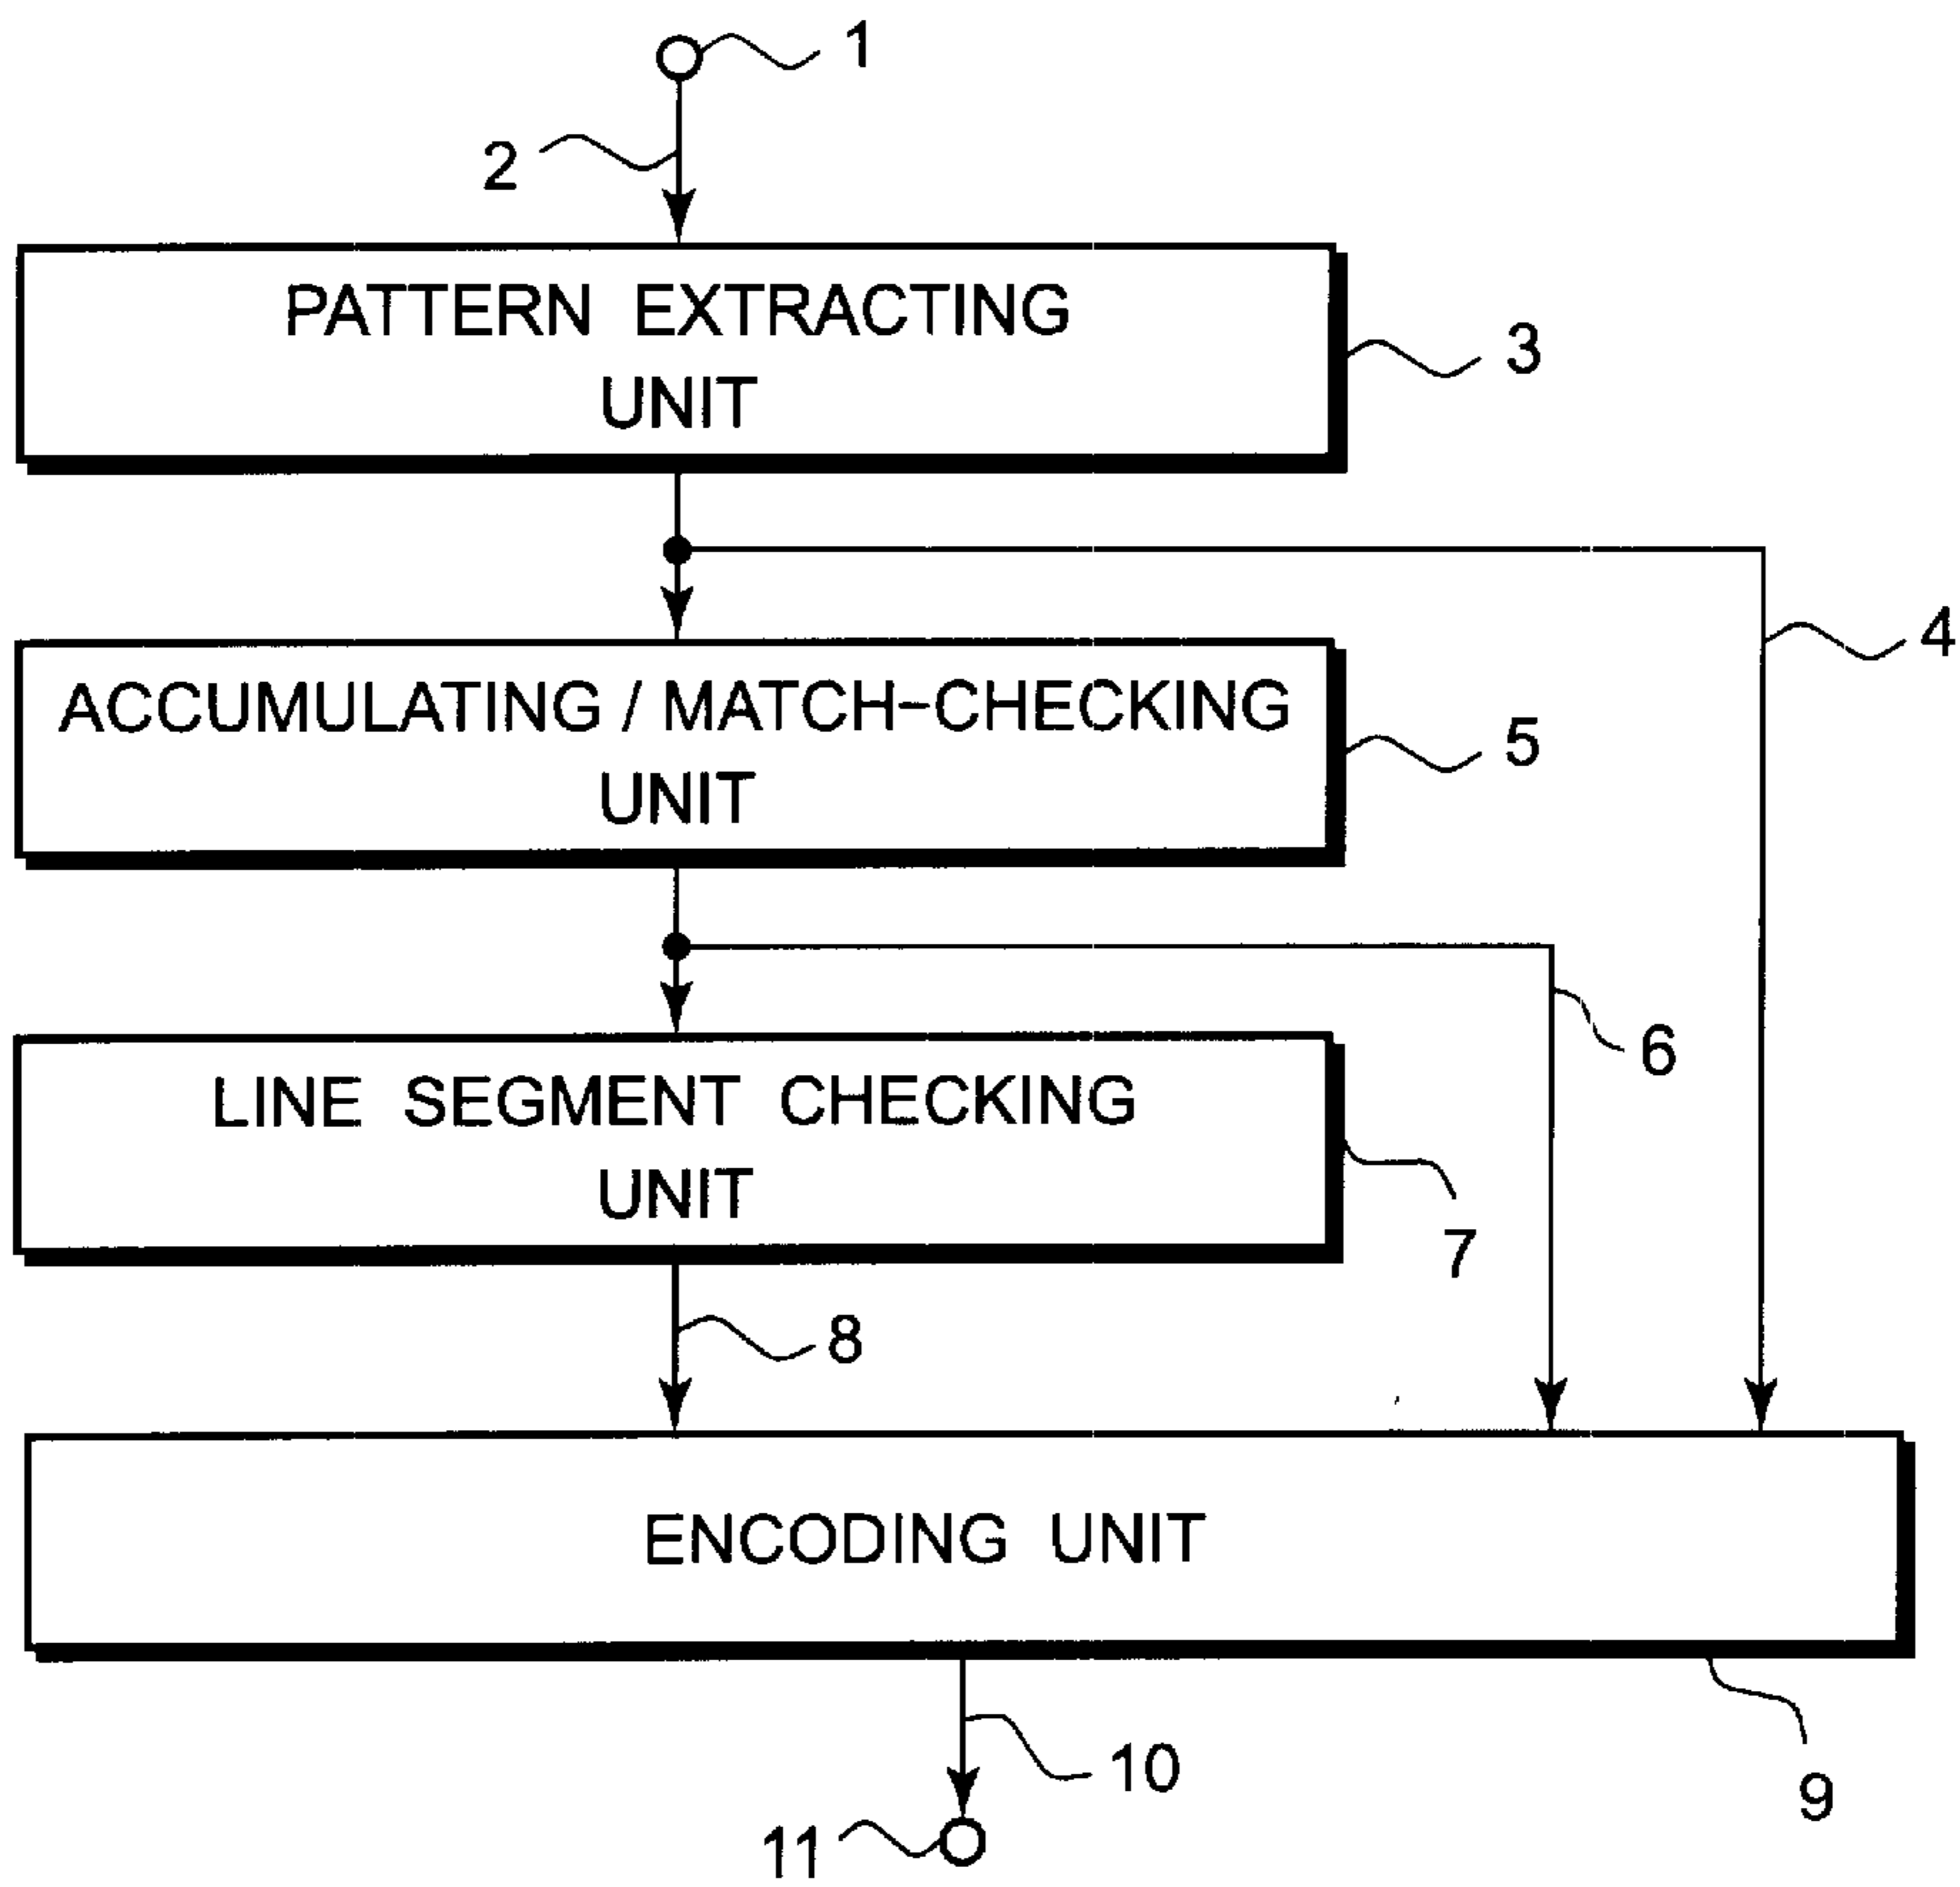 1
2
PATTERN EXTRACTING
UNIT
3
4
ACCUMULATING / MATCH-CHECKING
UNIT
5
6
LINE SEGMENT CHECKING
UNIT
7
8
ENCODING UNIT
9
10
11